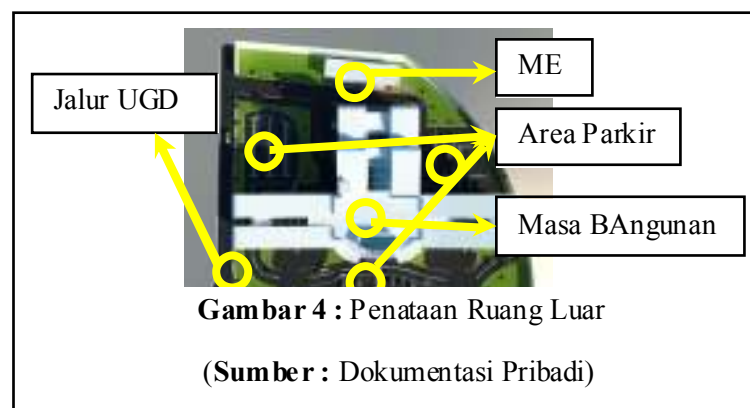 ME
Jalur UGD
Area Parkir
Masa BAngunan
Gambar 4 : Penataan Ruang Luar
(Sumber : Dokumentasi Pribadi)